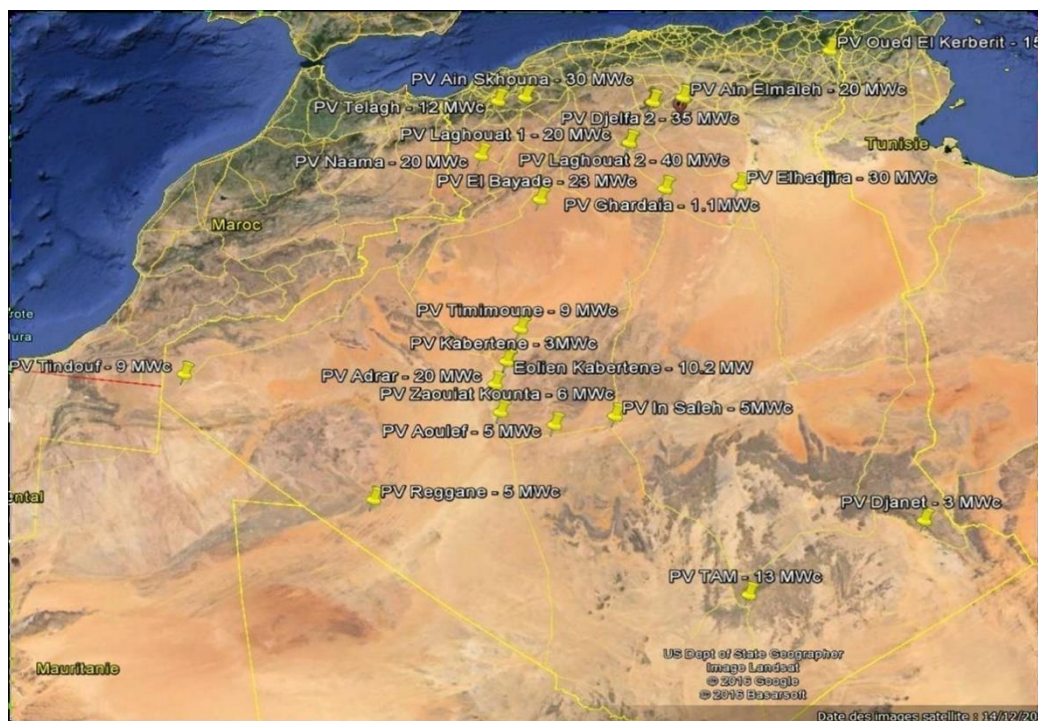 PV Oued El Kerberit - 15
PV Ain Skhouna - 30 MWc
PV Ain Elmaleh - 20 MWc
PV Telagh - 12 MWc
PV Djelfa 2 - 35 MWc
PV Laghouat 1 - 20 MWc
Tunisie
PV Naama - 20 MWc
PV Laghouat 2 - 40 MWc
PV El Bayade - 23 MWc
PV Elhadjira - 30 MWc
PV Ghardaia - 1.1MWc
Maroc
PV Timimoune - 9 MWc
rote
ura
PV Kabertene - 3MWc
PV Tindouf - 9 MWc
Eolien Kabertene - 10.2 MW
PV Adrar - 20 MWc
PV Zaouiat Kounta - 6 MWc
PV In Saleh - 5MWc
PV Aoulef - 5 MWc
PV Reggane - 5 MWc
ental
PV Djanet - 3 MWc
PV TAM - 13 MWc
US Dept of State Geographer
Image Landsat
© 2016 Google
© 2016 Basarsoft
Mauritanie
Date des images satellite : 14/12/20